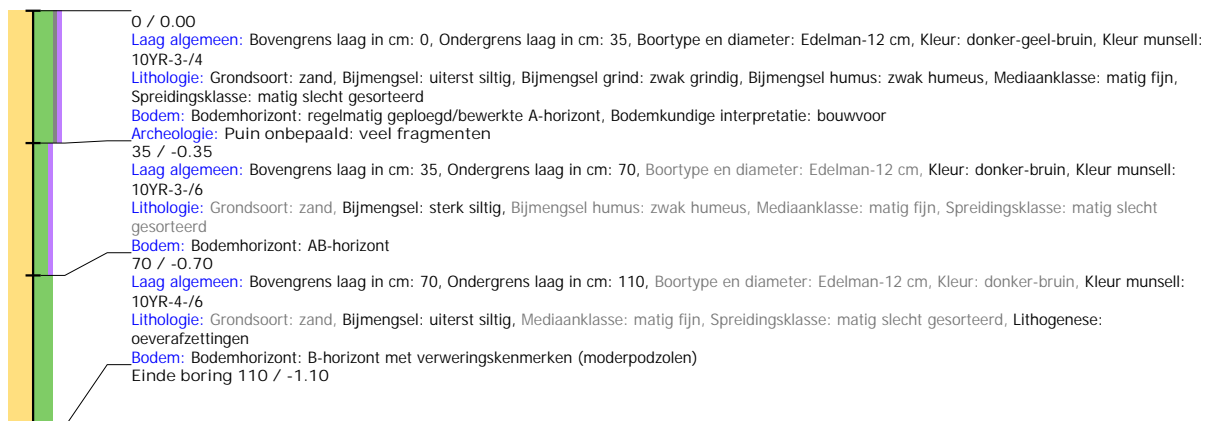 0 / 0.00
Laag algemeen: Bovengrens laag in cm: 0, Ondergrens laag in cm: 35, Boortype en diameter: Edelman-12 cm, Kleur: donker-geel-bruin, Kleur munsell:
10YR-3-/4
Lithologie: Grondsoort: zand, Bijmengsel: uiterst siltig, Bijmengsel grind: zwak grindig, Bijmengsel humus: zwak humeus, Mediaanklasse: matig fijn,
Spreidingsklasse: matig slecht gesorteerd
Bodem: Bodemhorizont: regelmatig geploegd/bewerkte A-horizont, Bodemkundige interpretatie: bouwvoor
Archeologie: Puin onbepaald: veel fragmenten
35 / -0.35
Laag algemeen: Bovengrens laag in cm: 35, Ondergrens laag in cm: 70, Boortype en diameter: Edelman-12 cm, Kleur: donker-bruin, Kleur munsell:
10YR-3-/6
Lithologie: Grondsoort: zand, Bijmengsel: sterk siltig, Bijmengsel humus: zwak humeus, Mediaanklasse: matig fijn, Spreidingsklasse: matig slecht
gesorteerd
Bodem: Bodemhorizont: AB-horizont
70 / -0.70
Laag algemeen: Bovengrens laag in cm: 70, Ondergrens laag in cm: 110, Boortype en diameter: Edelman-12 cm, Kleur: donker-bruin, Kleur munsell:
10YR-4-/6
Lithologie: Grondsoort: zand, Bijmengsel: uiterst siltig, Mediaanklasse: matig fijn, Spreidingsklasse: matig slecht gesorteerd, Lithogenese:
oeverafzettingen
Bodem: Bodemhorizont: B-horizont met verweringskenmerken (moderpodzolen)
Einde boring 110 / -1.10